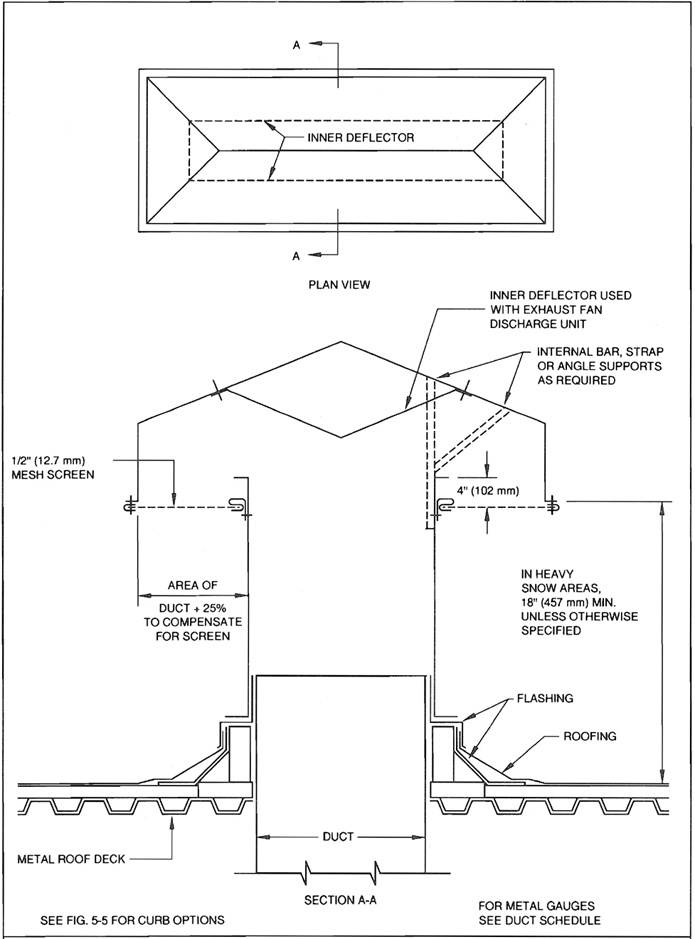 A
INNER DEFLECTOR
A
PLAN VIEW
INNER DEFLECTOR USED
WITH EXHAUST FAN
DISCHARGE UNIT
INTERNAL BAR, STRAP
OR ANGLE SUPPORTS
AS REQUIRED
1/2" (12.7 mm)
MESH SCREEN
4" (102 mm)
AREA OF
DUCT + 25%
TO COMPENSATE
FOR SCREEN
IN HEAVY
SNOW AREAS,
18" (457 mm) MIN.
UNLESS OTHERWISE
SPECIFIED
FLASHING
ROOFING
DUCT
METAL ROOF DECK
SECTION A-A
SEE FIG. 5-5 FOR CURB OPTIONS
FOR METAL GAUGES
SEE DUCT SCHEDULE